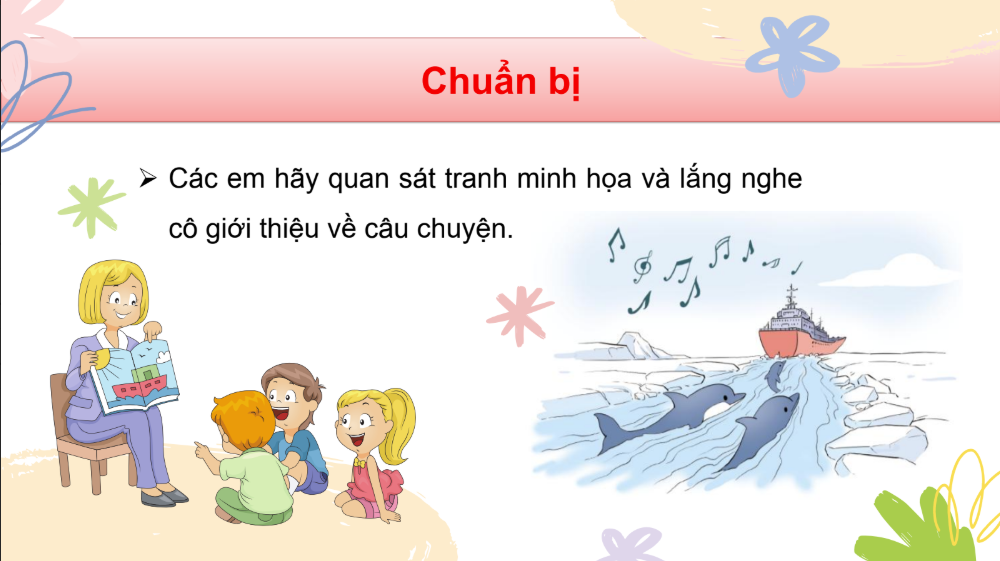 Chuẩn bị
Các em hãy quan sát tranh minh họa và lắng nghe
cô giới thiệu về câu chuyện.